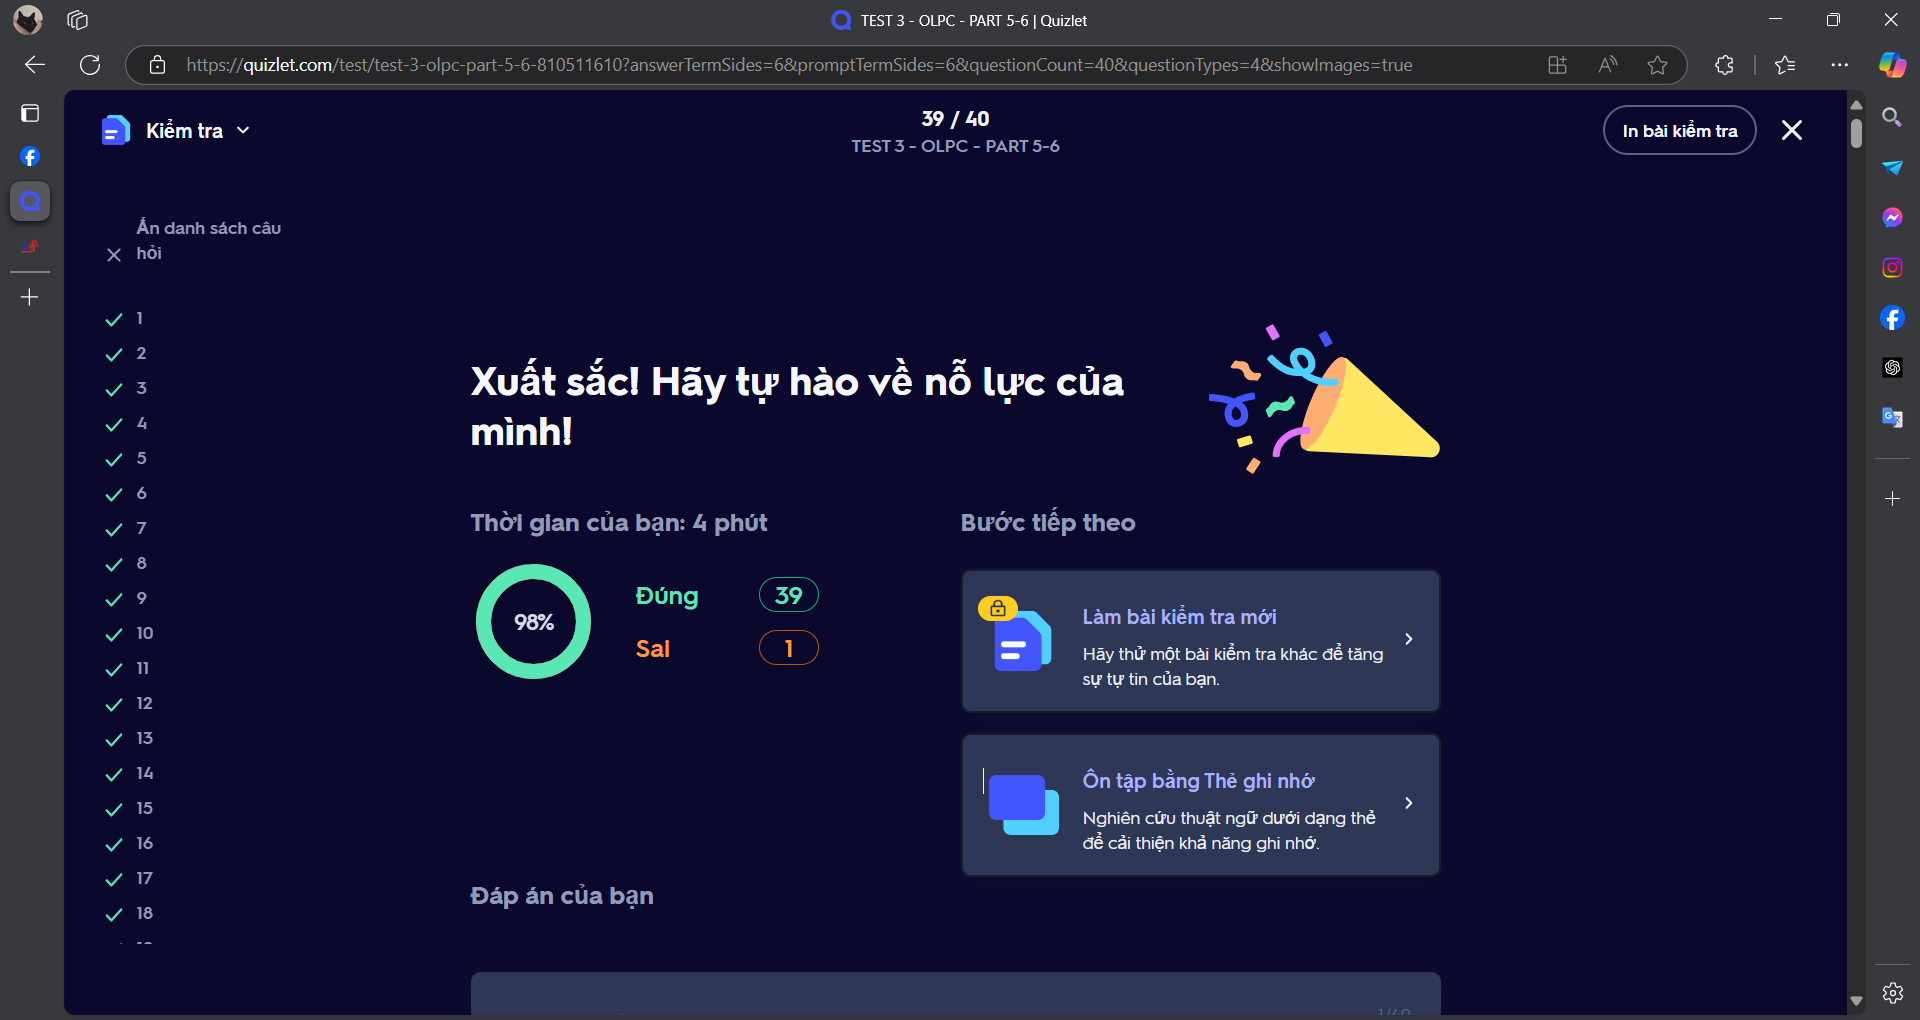 TEST 3 - OLPC - PART 5-6 | Quizlet
https://quizlet.com/test/test-3-olpc-part-5-6-810511610?answerTermSides=6&promptTermSides=6&questionCount=40&questionTypes=4&showImages=true
Kiểm tra
39 / 40
TEST 3 - OLPC - PART 5-6
In bài kiểm tra
Ẩn danh sách câu
hỏi
1
2
3
4
5
6
7
8
9
10
11
12
13
14
15
16
17
18
Xuất sắc! Hãy tự hào về nỗ lực của
mình!
Thời gian của bạn: 4 phút
98%
Đúng 39
Sai 1
Bước tiếp theo
Làm bài kiểm tra mới
Hãy thử một bài kiểm tra khác để tăng
sự tự tin của bạn.
Ôn tập bằng Thẻ ghi nhớ
Nghiên cứu thuật ngữ dưới dạng thẻ
để cải thiện khả năng ghi nhớ.
Đáp án của bạn